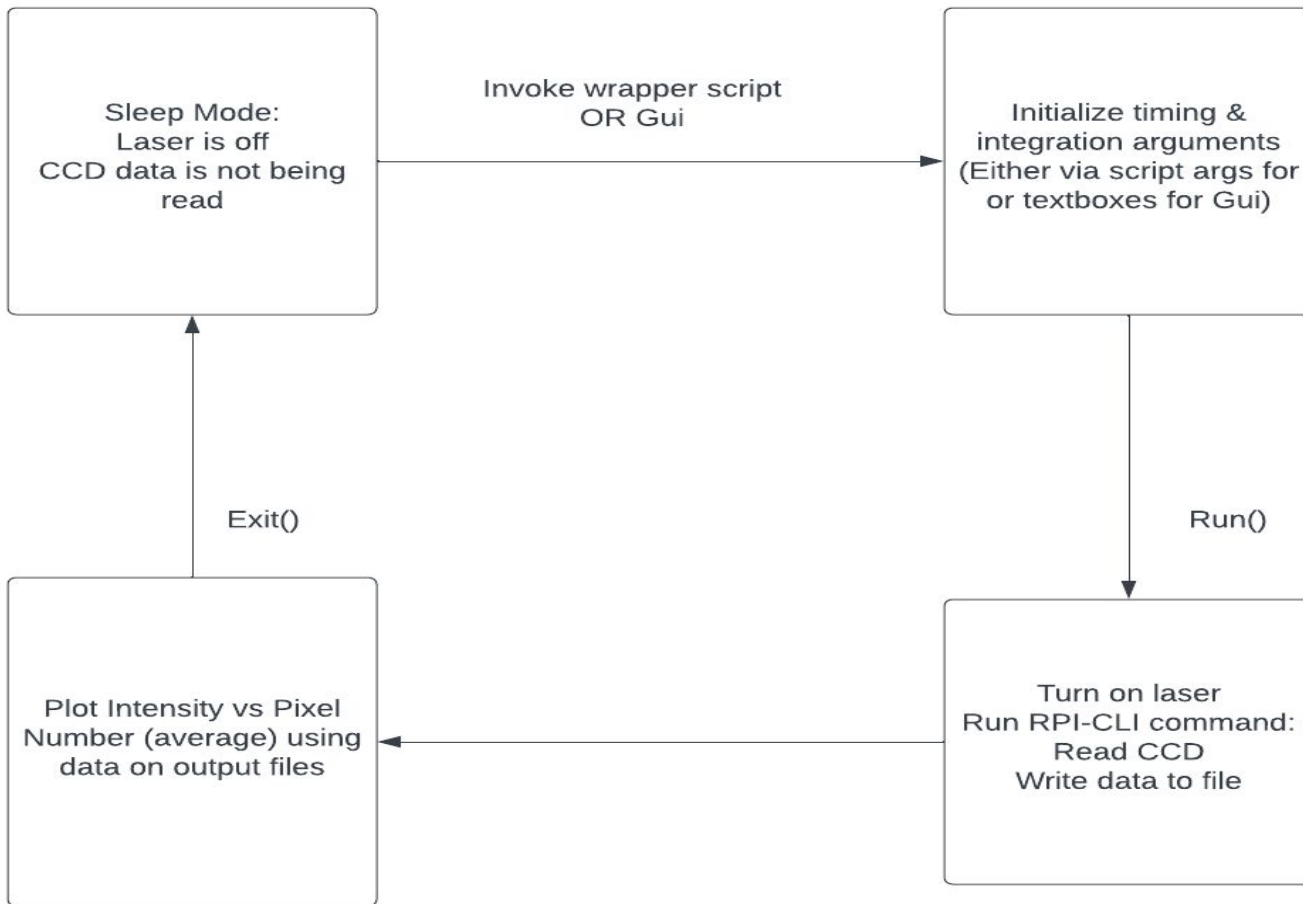 Sleep Mode:
Laser is off
CCD data is not being
read
Invoke wrapper script
OR Gui
Initialize timing &
integration arguments
(Either via script args for
or textboxes for Gui)
Exit()
Run()
Plot Intensity vs Pixel
Number (average) using
data on output files
Turn on laser
Run RPI-CLI command:
Read CCD
Write data to file